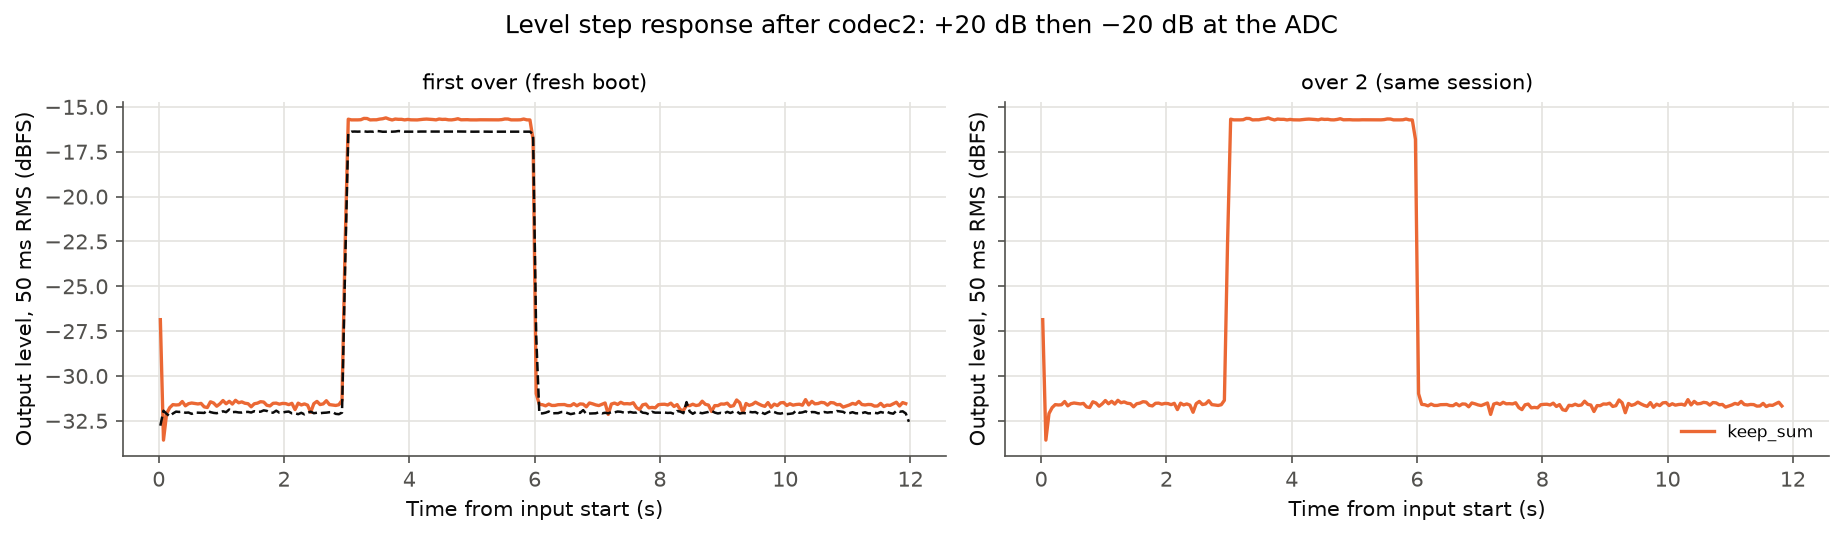 Level step response after codec2: +20 dB then −20 dB at the ADC
first over (fresh boot)
Output level, 50 ms RMS (dBFS)
−15.0
−17.5
−20.0
−22.5
−25.0
−27.5
−30.0
−32.5
0 2 4 6 8 10 12
Time from input start (s)
over 2 (same session)
Output level, 50 ms RMS (dBFS)
keep_sum
0 2 4 6 8 10 12
Time from input start (s)